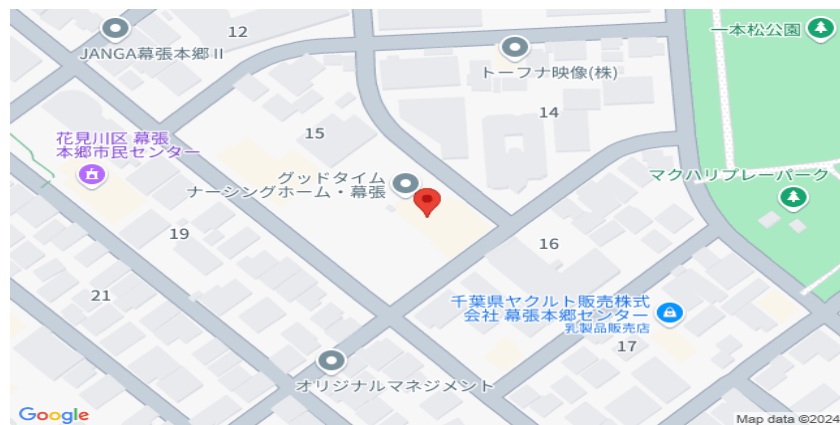 12
JANGA幕張本郷Ⅱ
一本松公園
トーフナ映像(株)
14
15
花見川区 幕張
本郷市民センター
グッドタイム
ナーシングホーム・幕張
マクハリプレーパーク
19
16
21
千葉県ヤクルト販売株式
会社 幕張本郷センター
乳製品販売店
17
オリジナルマネジメント
Google
Map data ©2024